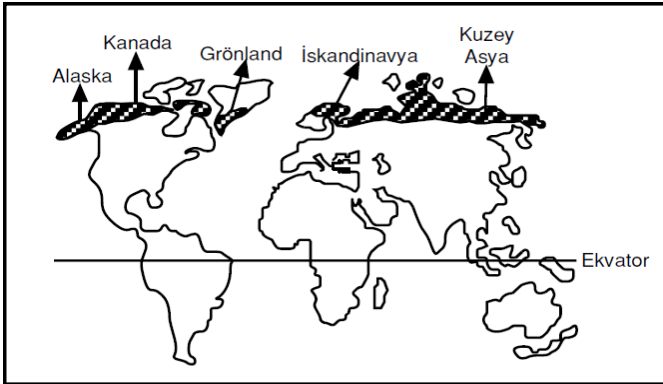 Kanada
Alaska
Grönland
İskandinavya
Kuzey
Asya
Ekvator